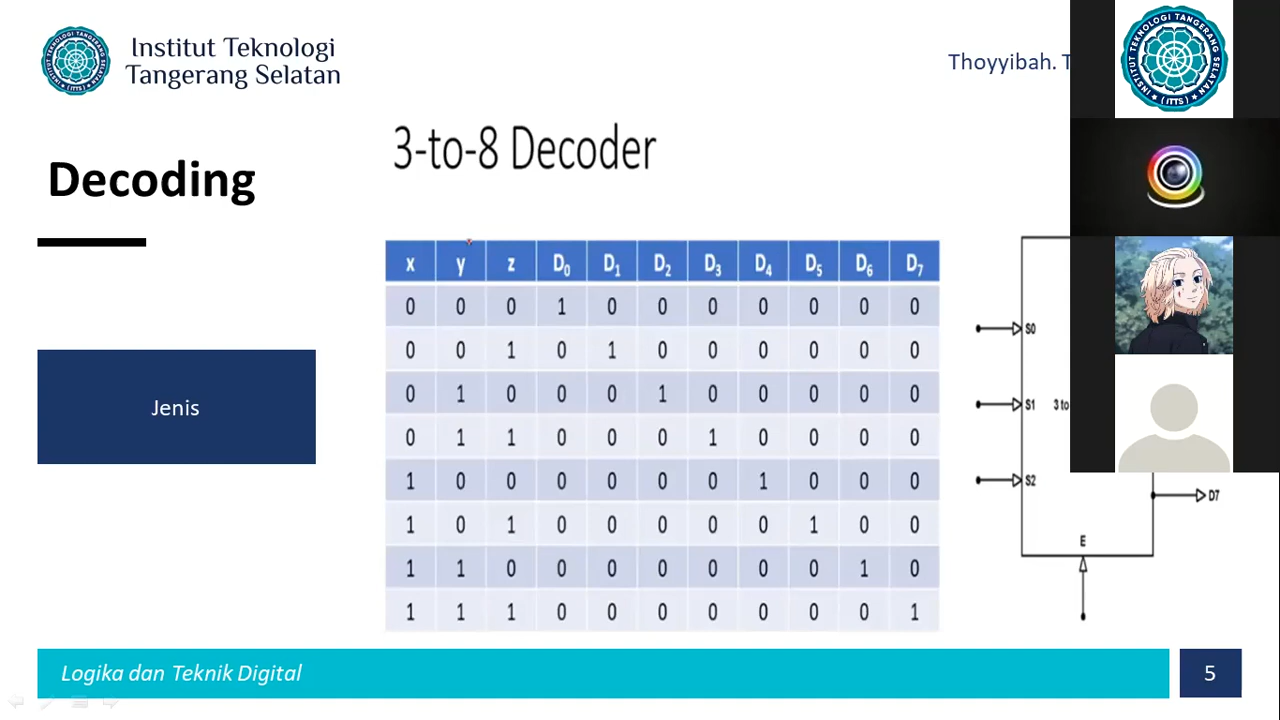 Institut Teknologi
Tangerang Selatan
Thoyyibah. T
INSTITUT TEKNOLOGI TANGERANG SELATAN
(ITTS)
Decoding
3-to-8 Decoder
Jenis
x y z D0 D1 D2 D3 D4 D5 D6 D7
0 0 0 1 0 0 0 0 0 0 0
0 0 1 0 1 0 0 0 0 0 0
0 1 0 0 0 1 0 0 0 0 0
0 1 1 0 0 0 1 0 0 0 0
1 0 0 0 0 0 0 1 0 0 0
1 0 1 0 0 0 0 0 1 0 0
1 1 0 0 0 0 0 0 0 1 0
1 1 1 0 0 0 0 0 0 0 1
S0
S1 3 to
S2
D7
E
Logika dan Teknik Digital
5